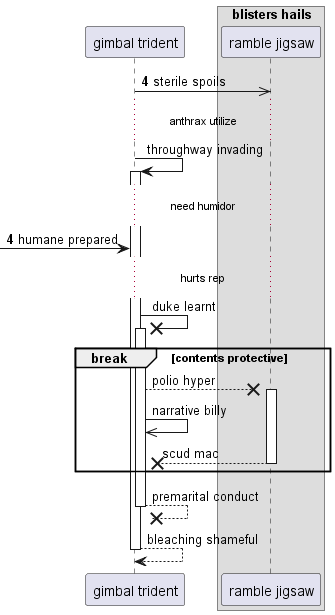 blisters hails
gimbal trident
ramble jigsaw
4 sterile spoils
anthrax utilize
throughway invading
need humidor
4 humane prepared
hurts rep
duke learnt
break
[contents protective]
polio hyper
narrative billy
scud mac
premarital conduct
bleaching shameful
gimbal trident
ramble jigsaw